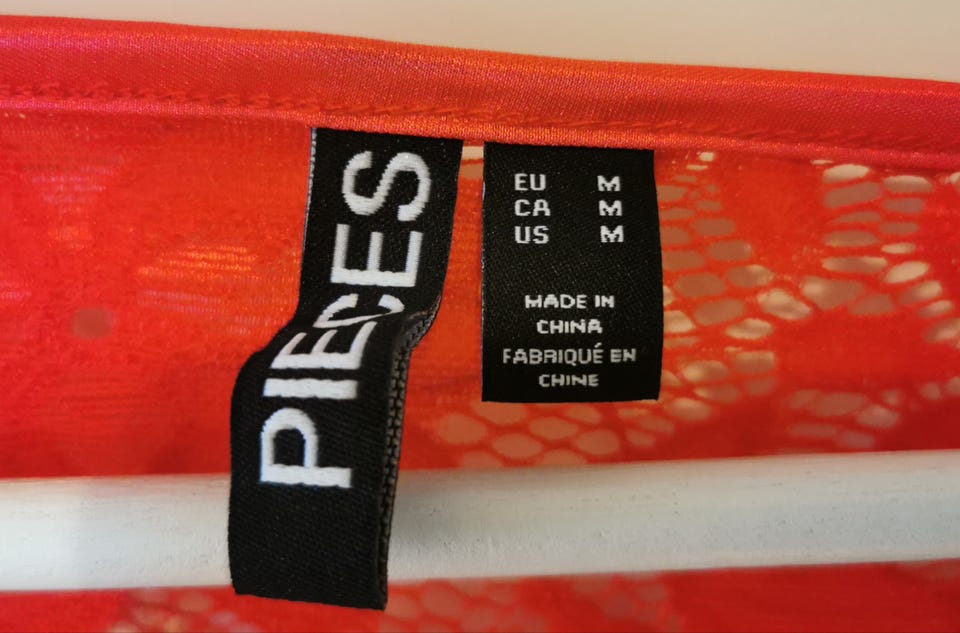 PIECES
EU M
CA M
US M
MADE IN
CHINA
FABRIQUÉ EN
CHINE